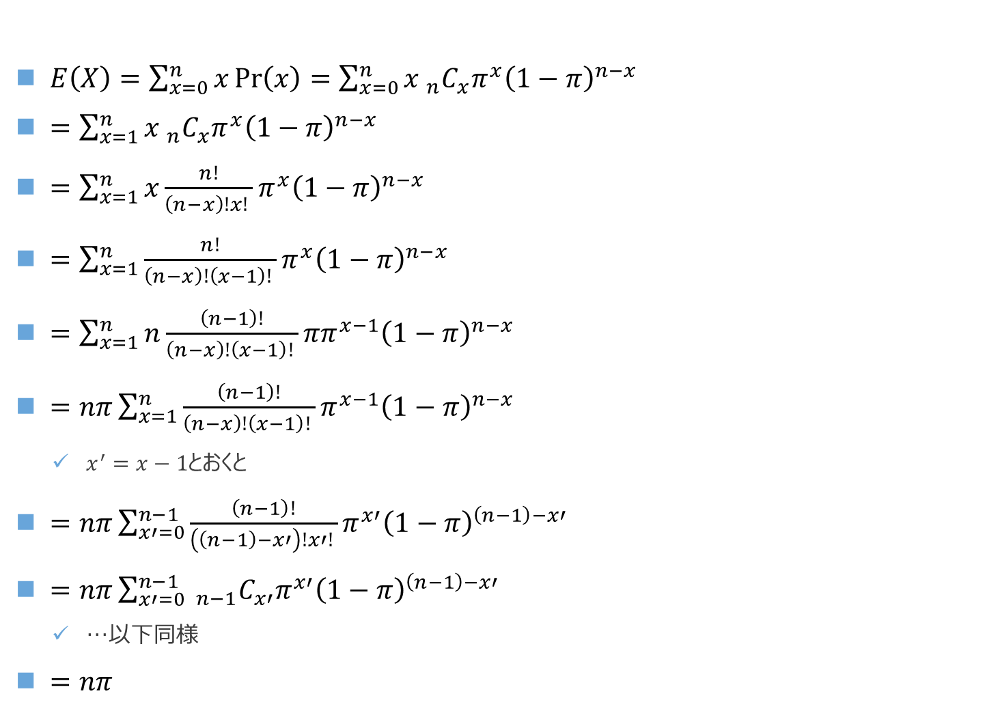 ■ $E(X) = \sum_{x=0}^{n} x \Pr(x) = \sum_{x=0}^{n} x \, {}_{n}C_{x} \pi^{x} (1-\pi)^{n-x}$
■ $= \sum_{x=1}^{n} x \, {}_{n}C_{x} \pi^{x} (1-\pi)^{n-x}$
■ $= \sum_{x=1}^{n} x \frac{n!}{(n-x)!x!} \pi^{x} (1-\pi)^{n-x}$
■ $= \sum_{x=1}^{n} \frac{n!}{(n-x)!(x-1)!} \pi^{x} (1-\pi)^{n-x}$
■ $= \sum_{x=1}^{n} n \frac{(n-1)!}{(n-x)!(x-1)!} \pi \pi^{x-1} (1-\pi)^{n-x}$
■ $= n\pi \sum_{x=1}^{n} \frac{(n-1)!}{(n-x)!(x-1)!} \pi^{x-1} (1-\pi)^{n-x}$
✓ $x' = x - 1$とおくと
■ $= n\pi \sum_{x'=0}^{n-1} \frac{(n-1)!}{((n-1)-x')!x'!} \pi^{x'} (1-\pi)^{(n-1)-x'}$
■ $= n\pi \sum_{x'=0}^{n-1} {}_{n-1}C_{x'} \pi^{x'} (1-\pi)^{(n-1)-x'}$
✓ …以下同様
■ $= n\pi$